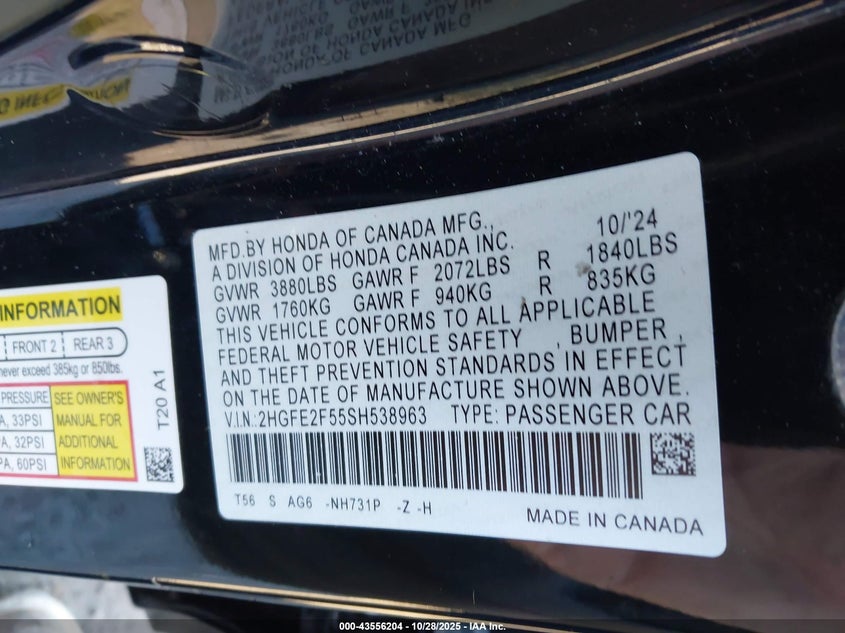 MFD.BY HONDA OF CANADA MFG., 10/'24
A DIVISION OF HONDA CANADA INC.
GVWR 3880LBS GAWR F 2072LBS R 1840LBS
GVWR 1760KG GAWR F 940KG R 835KG
THIS VEHICLE CONFORMS TO ALL APPLICABLE
FEDERAL MOTOR VEHICLE SAFETY , BUMPER ,
AND THEFT PREVENTION STANDARDS IN EFFECT
ON THE DATE OF MANUFACTURE SHOWN ABOVE.
V.I.N.:2HGFE2F55SH538963 TYPE: PASSENGER CAR
T56 S AG6 -NH731P -Z -H
MADE IN CANADA
INFORMATION
FRONT 2 REAR 3
never exceed 385kg or 850lbs.
PRESSURE
33PSI
32PSI
60PSI
SEE OWNER'S
MANUAL FOR
ADDITIONAL
INFORMATION
T20 A1
000-43556204 | 10/28/2025 - IAA Inc.